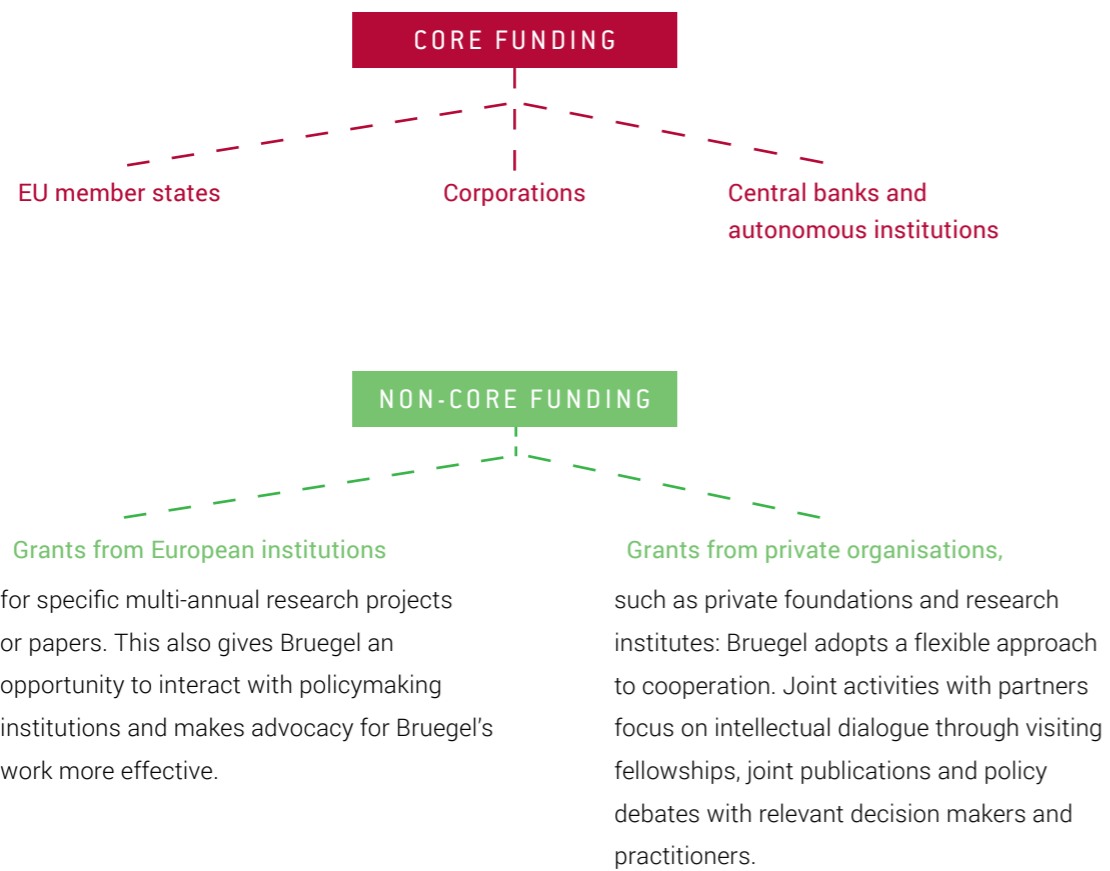 CORE FUNDING
EU member states
Corporations
Central banks and
autonomous institutions
NON-CORE FUNDING
Grants from European institutions
for specific multi-annual research projects
or papers. This also gives Bruegel an
opportunity to interact with policymaking
institutions and makes advocacy for Bruegel’s
work more effective.
Grants from private organisations,
such as private foundations and research
institutes: Bruegel adopts a flexible approach
to cooperation. Joint activities with partners
focus on intellectual dialogue through visiting
fellowships, joint publications and policy
debates with relevant decision makers and
practitioners.